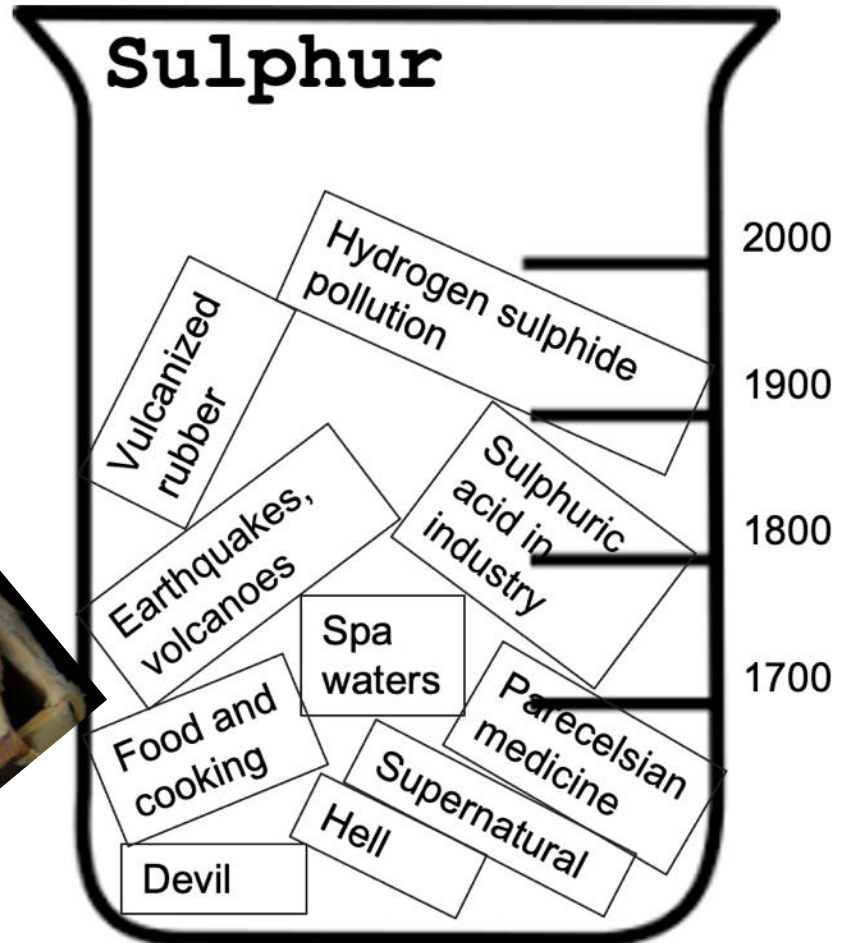 Sulphur
2000
Hydrogen sulphide
pollution
Vulcanized
rubber
1900
Sulphuric
acid in
industry
Earthquakes,
volcanoes
1800
Spa
waters
1700
Parecelsian
medicine
Food and
cooking
Supernatural
Hell
Devil